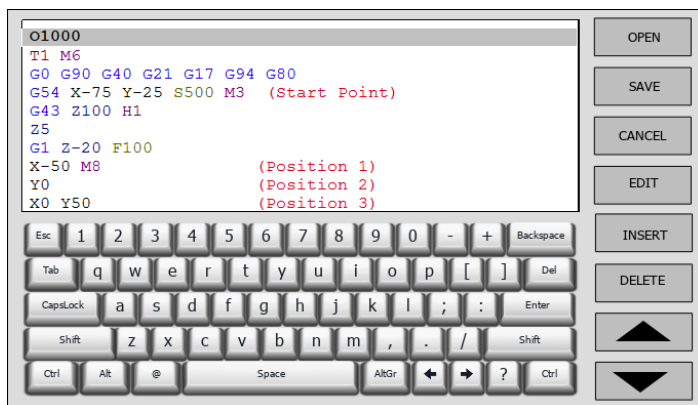 O1000
T1 M6
G0 G90 G40 G21 G17 G94 G80
G54 X-75 Y-25 S500 M3 (Start Point)
G43 Z100 H1
Z5
G1 Z-20 F100
X-50 M8 (Position 1)
Y0 (Position 2)
X0 Y50 (Position 3)
OPEN
SAVE
CANCEL
EDIT
INSERT
DELETE
Esc 1 2 3 4 5 6 7 8 9 0 - + Backspace
Tab q w e r t y u i o p [ ] Del
CapsLock a s d f g h j k l ; : Enter
Shift z x c v b n m , . / Shift
Ctrl Alt @ Space AltGr ← → ? Ctrl